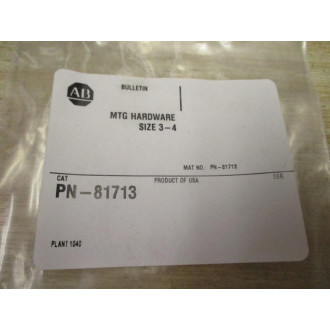 AB
BULLETIN
MTG HARDWARE
SIZE 3-4
MAT NO. PN-81713
CAT
PRODUCT OF USA
PN-81713
PLANT 1040